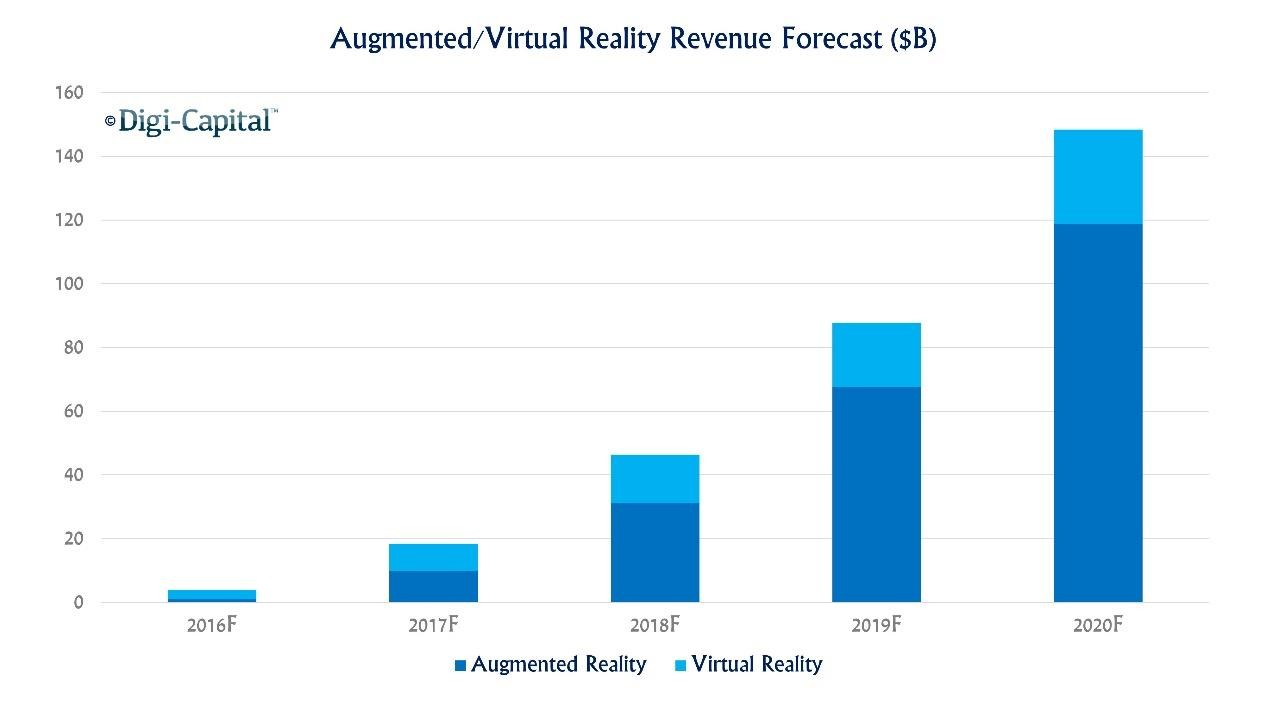 Augmented/Virtual Reality Revenue Forecast ($B)
160
©Digi-Capital™
140
120
100
80
60
40
20
0
2016F 2017F 2018F 2019F 2020F
Augmented Reality Virtual Reality